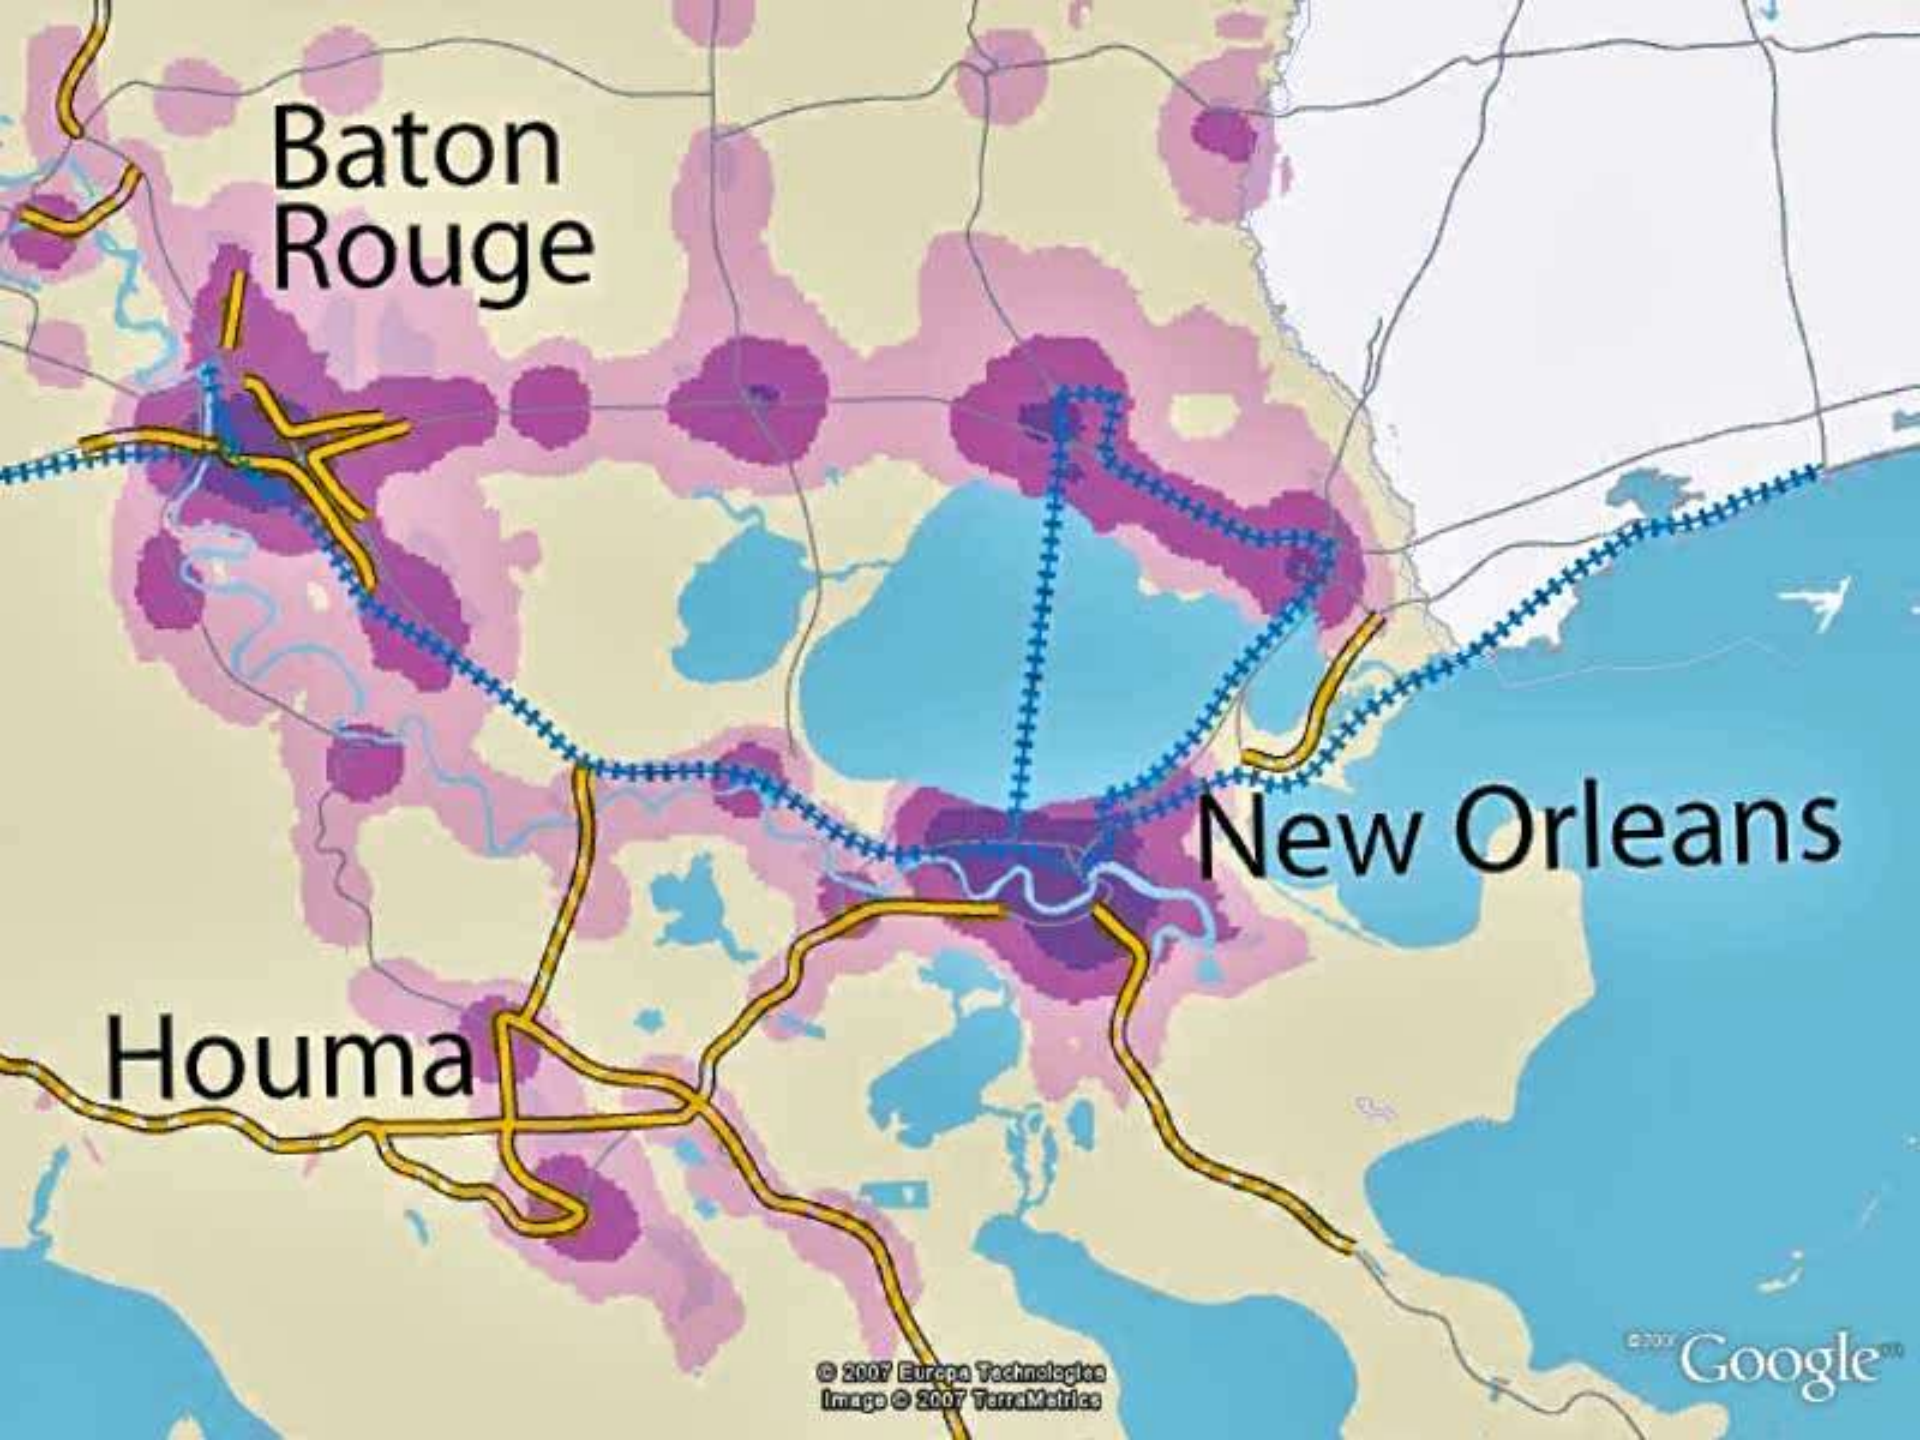 Baton
Rouge
New Orleans
Houma
© 2007 Europa Technologies
Image © 2007 TerraMetrics
Google